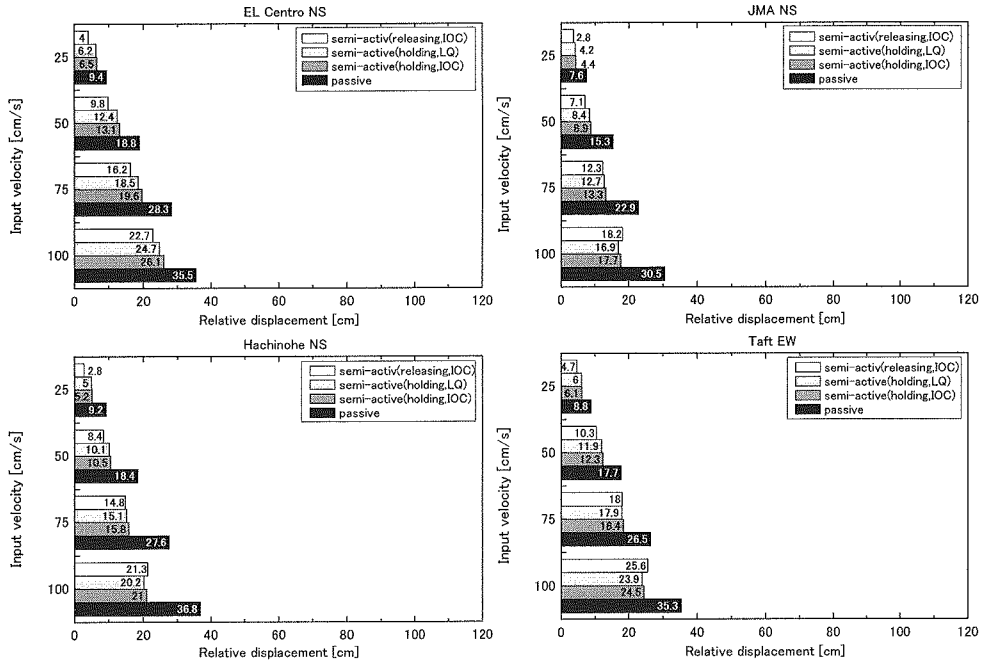 EL Centro NS
semi-activ(releasing,IOC)
semi-active(holding,LQ)
semi-active(holding,IOC)
passive
Input velocity [cm/s]
25
4
6.2
6.5
9.4
50
9.8
12.4
13.1
18.8
75
16.2
18.5
19.6
28.3
100
22.7
24.7
26.1
35.5
0 20 40 60 80 100 120
Relative displacement [cm]
JMA NS
semi-activ(releasing,IOC)
semi-active(holding,LQ)
semi-active(holding,IOC)
passive
Input velocity [cm/s]
25
2.8
4.2
4.4
7.6
50
7.1
8.4
8.9
15.3
75
12.3
12.7
13.3
22.9
100
18.2
16.9
17.7
30.5
0 20 40 60 80 100 120
Relative displacement [cm]
Hachinohe NS
semi-activ(releasing,IOC)
semi-active(holding,LQ)
semi-active(holding,IOC)
passive
Input velocity [cm/s]
25
2.8
5
5.2
9.2
50
8.4
10.1
10.5
18.4
75
14.8
15.1
15.8
27.6
100
21.3
20.2
21
36.8
0 20 40 60 80 100 120
Relative displacement [cm]
Taft EW
semi-activ(releasing,IOC)
semi-active(holding,LQ)
semi-active(holding,IOC)
passive
Input velocity [cm/s]
25
4.7
6
6.1
8.8
50
10.3
11.9
12.3
17.7
75
18
17.9
18.4
26.5
100
25.6
23.9
24.5
35.3
0 20 40 60 80 100 120
Relative displacement [cm]